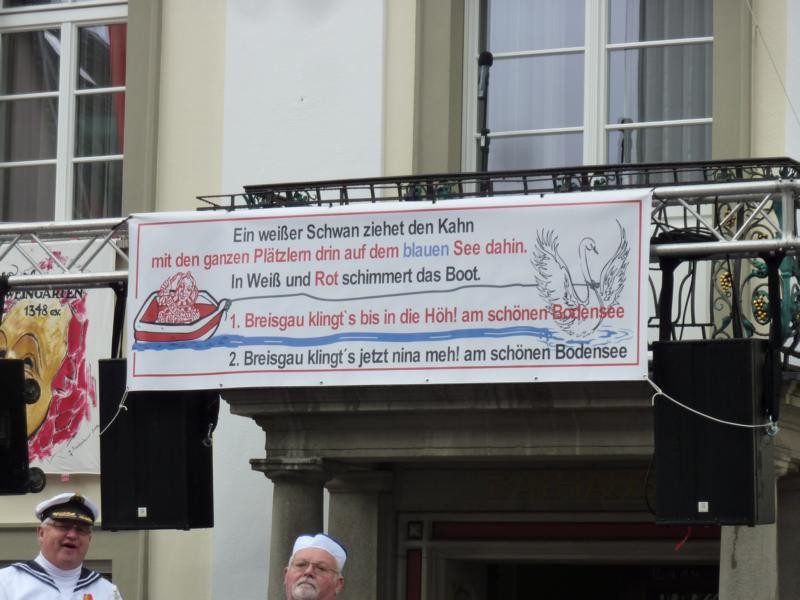 Ein weißer Schwan ziehet den Kahn
mit den ganzen Plätzlern drin auf dem blauen See dahin.
In Weiß und Rot schimmert das Boot.
1. Breisgau klingt`s bis in die Höh! am schönen Bodensee
2. Breisgau klingt´s jetzt nina meh! am schönen Bodensee
WEINGARTEN
1348 e.v.